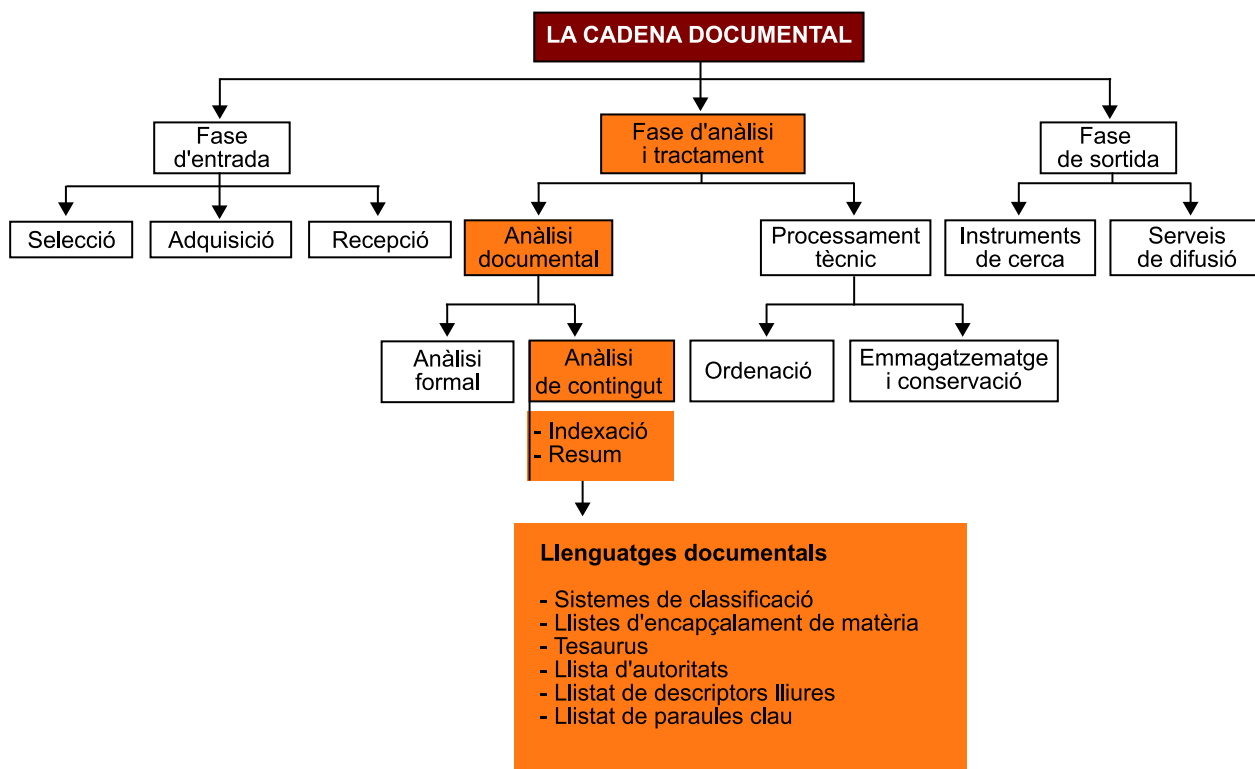 LA CADENA DOCUMENTAL
Fase
d'entrada
Fase d'anàlisi
i tractament
Fase
de sortida
Selecció
Adquisició
Recepció
Anàlisi
documental
Processament
tècnic
Instruments
de cerca
Serveis
de difusió
Anàlisi
formal
Anàlisi
de contingut
Ordenació
Emmagatzematge
i conservació
- Indexació
- Resum
Llenguatges documentals
- Sistemes de classificació
- Llistes d'encapçalament de matèria
- Tesaurus
- Llista d'autoritats
- Llistat de descriptors lliures
- Llistat de paraules clau